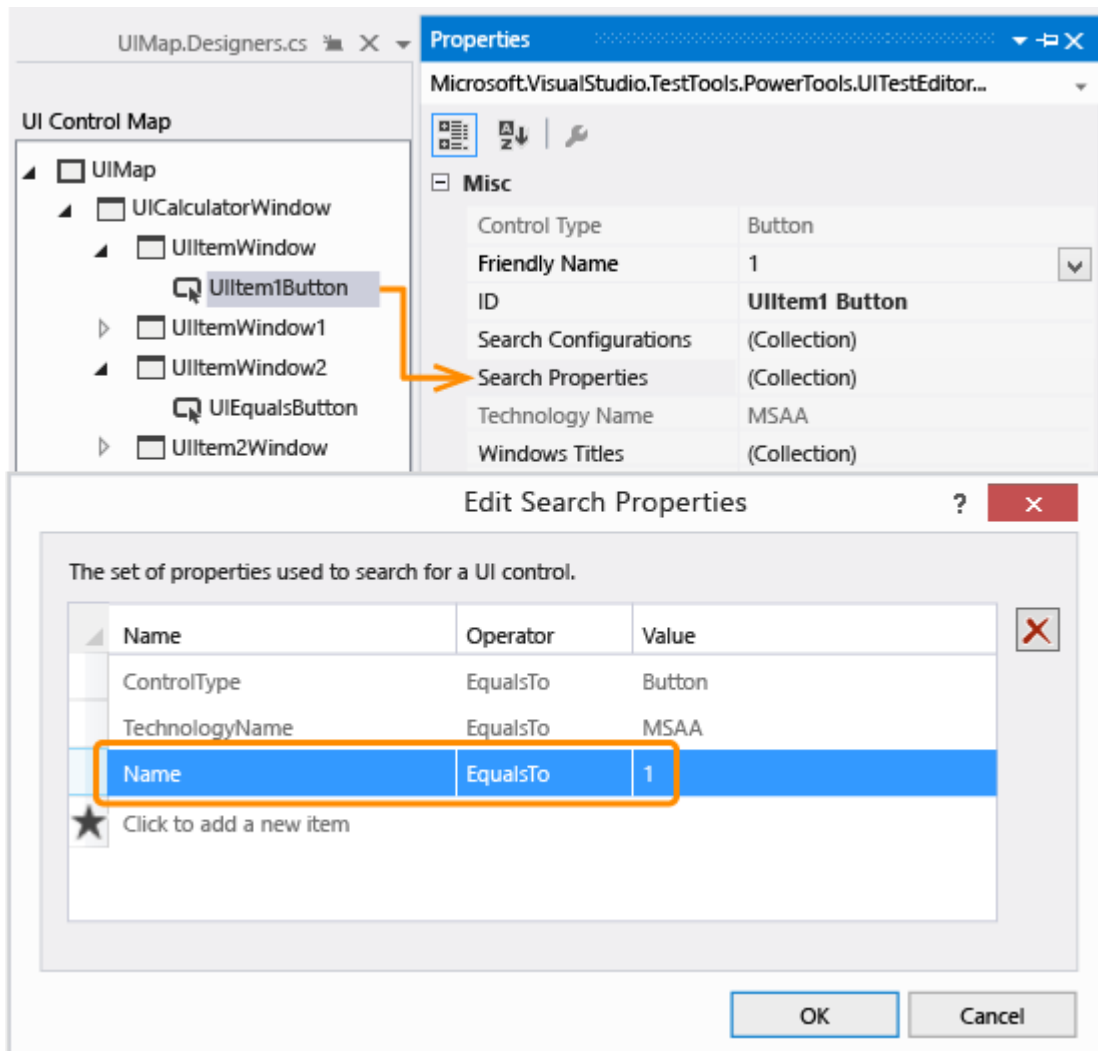 UIMap.Designers.cs
UI Control Map
UIMap
UICalculatorWindow
UIItemWindow
UIItem1Button
UIItemWindow1
UIItemWindow2
UIEqualsButton
UIItem2Window
Properties
Microsoft.VisualStudio.TestTools.PowerTools.UITestEditor...
Misc
Control Type Button
Friendly Name 1
ID UIItem1 Button
Search Configurations (Collection)
Search Properties (Collection)
Technology Name MSAA
Windows Titles (Collection)
Edit Search Properties ?
The set of properties used to search for a UI control.
Name Operator Value
ControlType EqualsTo Button
TechnologyName EqualsTo MSAA
Name EqualsTo 1
Click to add a new item
OK Cancel